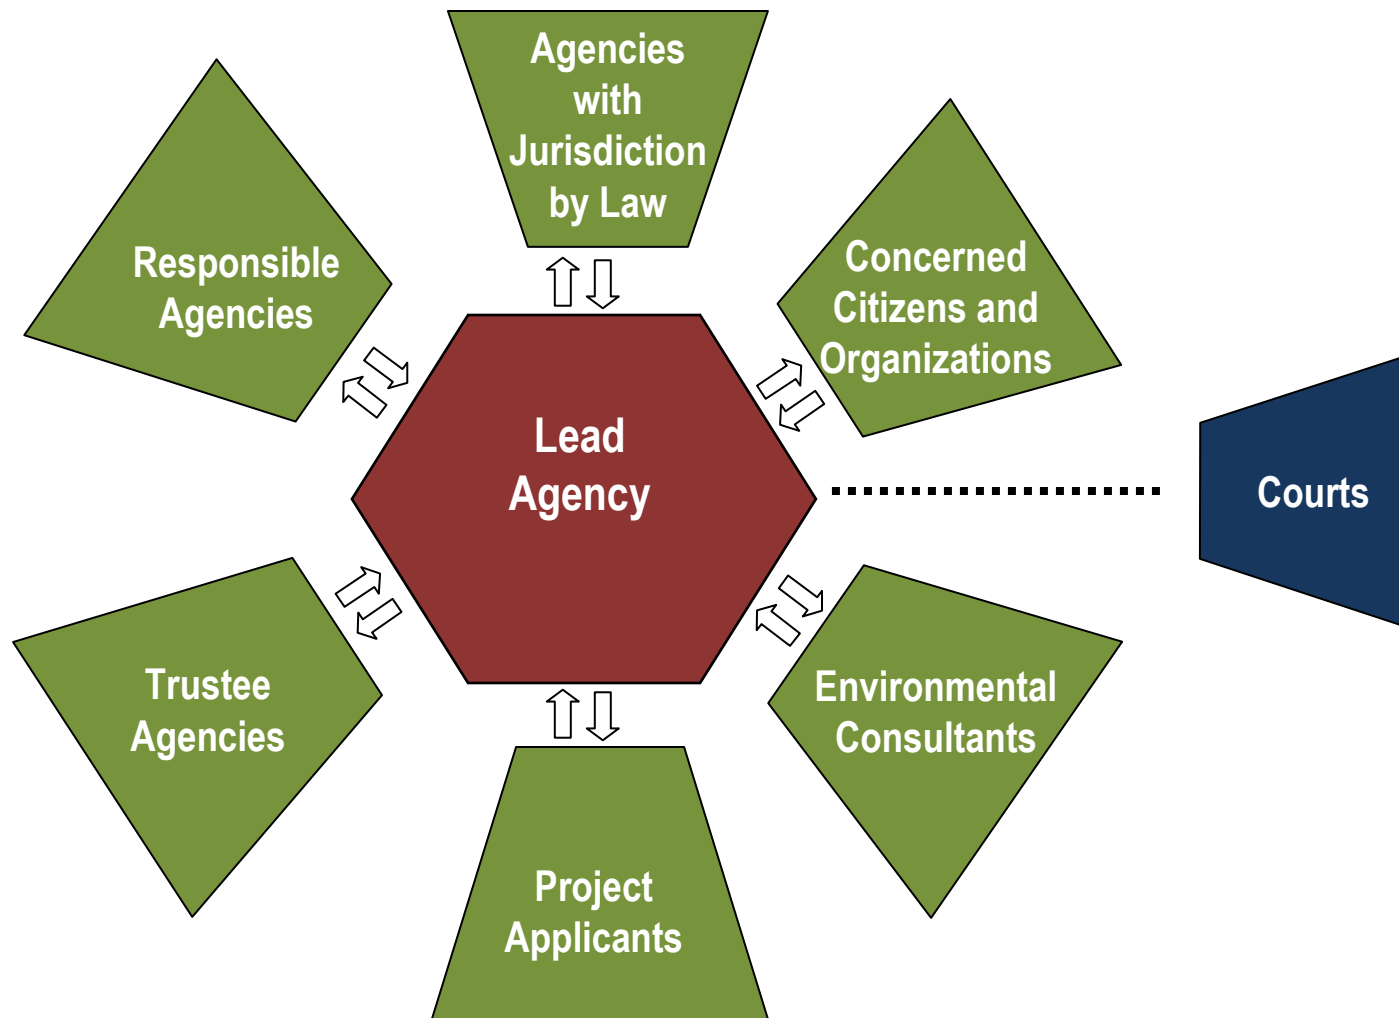 Agencies
with
Jurisdiction
by Law
Responsible
Agencies
Concerned
Citizens and
Organizations
Lead
Agency
Courts
Trustee
Agencies
Environmental
Consultants
Project
Applicants